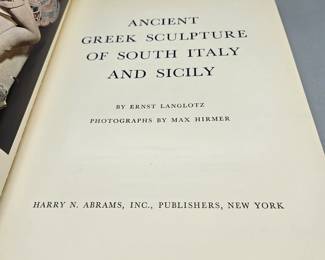 ANCIENT
GREEK SCULPTURE
OF SOUTH ITALY
AND SICILY
BY ERNST LANGLOTZ
PHOTOGRAPHS BY MAX HIRMER
HARRY N. ABRAMS, INC., PUBLISHERS, NEW YORK